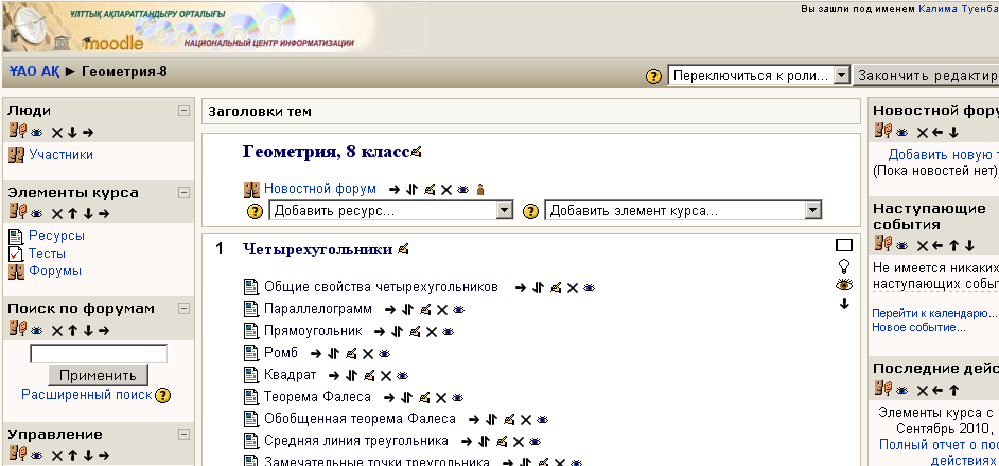 ҰЛТТЫҚ АҚПАРАТТАНДЫРУ ОРТАЛЫҒЫ
moodle
НАЦИОНАЛЬНЫЙ ЦЕНТР ИНФОРМАТИЗАЦИИ
Вы зашли под именем Калима Туенба
ҰАО АҚ ► Геометрия-8
Переключиться к роли...
Закончить редактир
Люди
Участники
Элементы курса
Ресурсы
Тесты
Форумы
Поиск по форумам
Применить
Расширенный поиск
Управление
Заголовки тем
Геометрия, 8 класс
Новостной форум
Добавить ресурс...
Добавить элемент курса...
1 Четырехугольники
Общие свойства четырехугольников
Параллелограмм
Прямоугольник
Ромб
Квадрат
Теорема Фалеса
Обобщенная теорема Фалеса
Средняя линия треугольника
Замечательные точки треугольника
Новостной фору
Добавить новую т
(Пока новостей нет)
Наступающие
события
Не имеется никаких
наступающих событ
Перейти к календарю...
Новое событие...
Последние дейс
Элементы курса с
Сентябрь 2010,
Полный отчет о пос
действиях